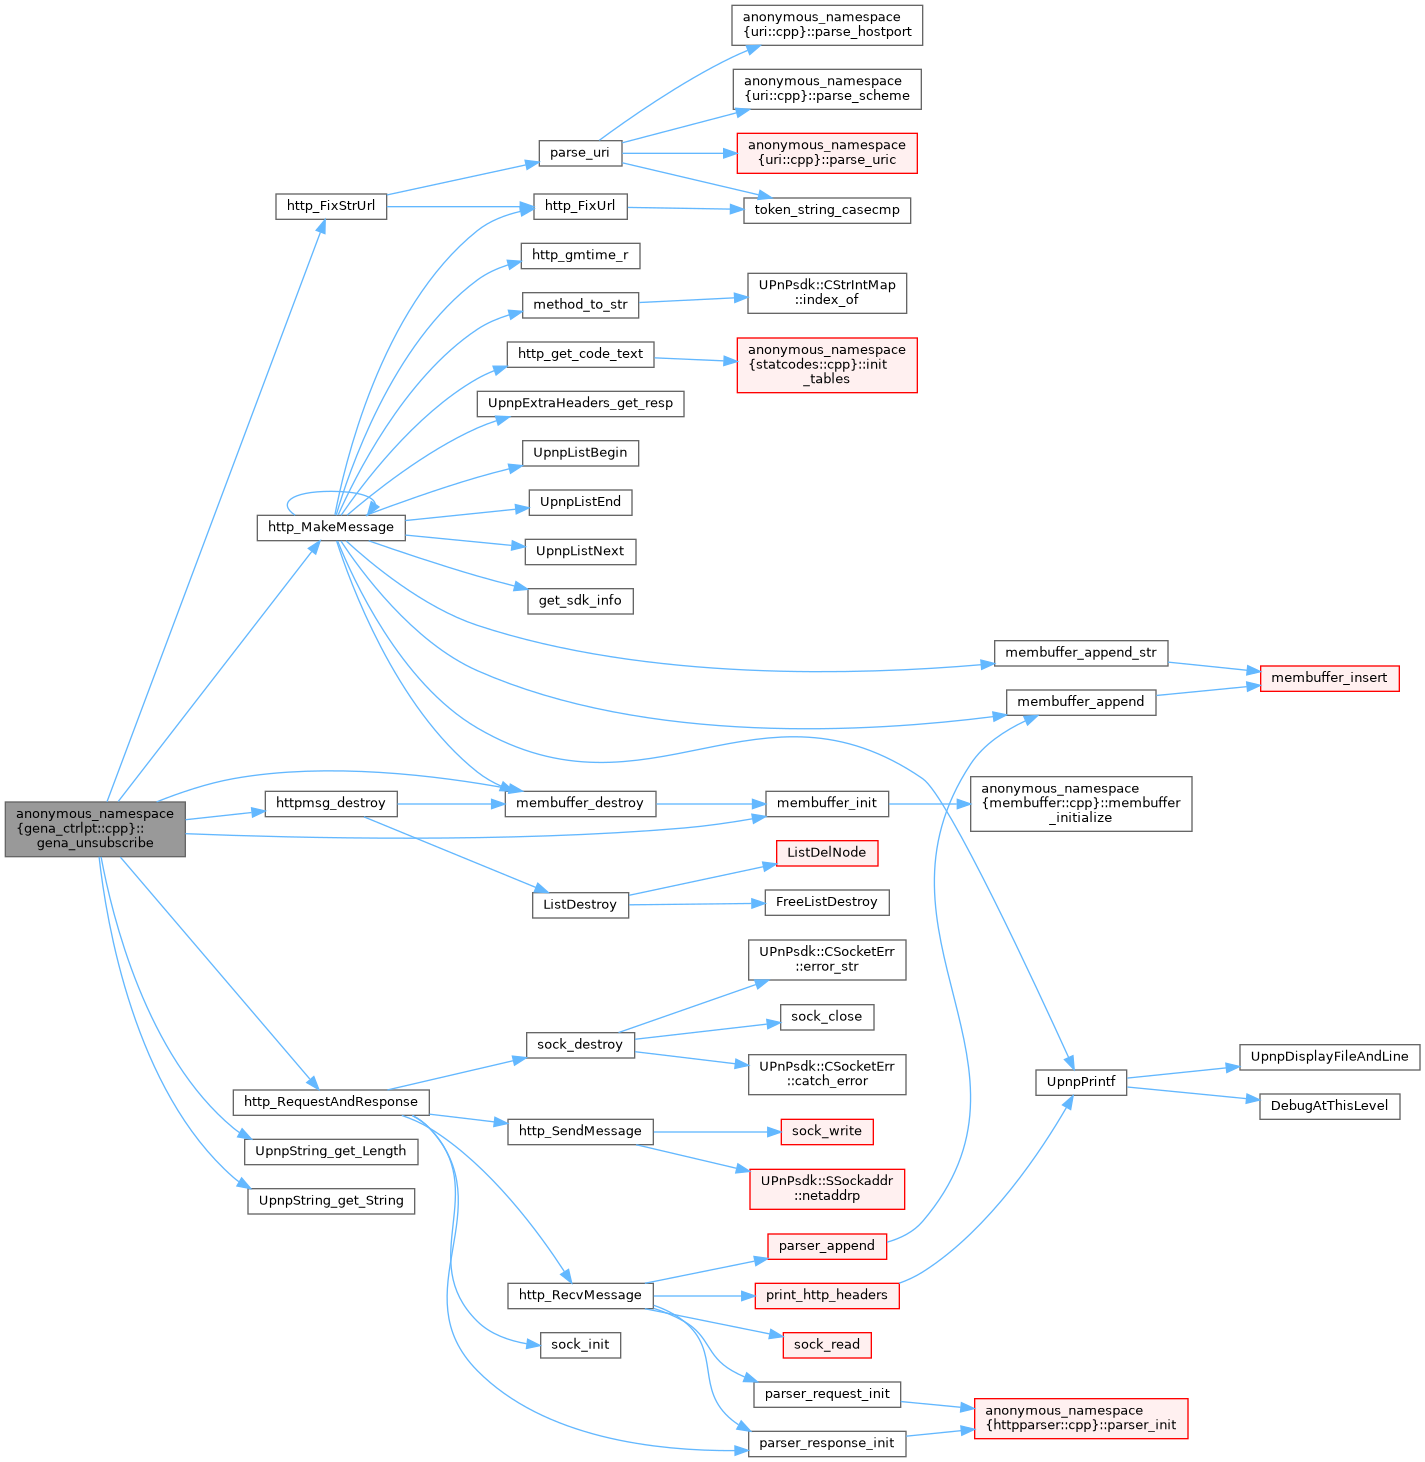 anonymous_namespace
{uri::cpp}::parse_hostport
anonymous_namespace
{uri::cpp}::parse_scheme
parse_uri
anonymous_namespace
{uri::cpp}::parse_uric
http_FixStrUrl
http_FixUrl
token_string_casecmp
http_gmtime_r
method_to_str
UPnPsdk::CStrIntMap
::index_of
http_get_code_text
anonymous_namespace
{statcodes::cpp}::init
_tables
UpnpExtraHeaders_get_resp
UpnpListBegin
UpnpListEnd
http_MakeMessage
UpnpListNext
get_sdk_info
membuffer_append_str
membuffer_insert
membuffer_append
anonymous_namespace
{gena_ctrlpt::cpp}::
gena_unsubscribe
httpmsg_destroy
membuffer_destroy
membuffer_init
anonymous_namespace
{membuffer::cpp}::membuffer
_initialize
ListDelNode
ListDestroy
FreeListDestroy
UPnPsdk::CSocketErr
::error_str
sock_close
sock_destroy
UPnPsdk::CSocketErr
::catch_error
UpnpDisplayFileAndLine
UpnpPrintf
DebugAtThisLevel
http_RequestAndResponse
http_SendMessage
sock_write
UpnpString_get_Length
UPnPsdk::SSockaddr
::netaddrp
UpnpString_get_String
parser_append
http_RecvMessage
print_http_headers
sock_init
sock_read
parser_request_init
anonymous_namespace
{httpparser::cpp}::parser_init
parser_response_init